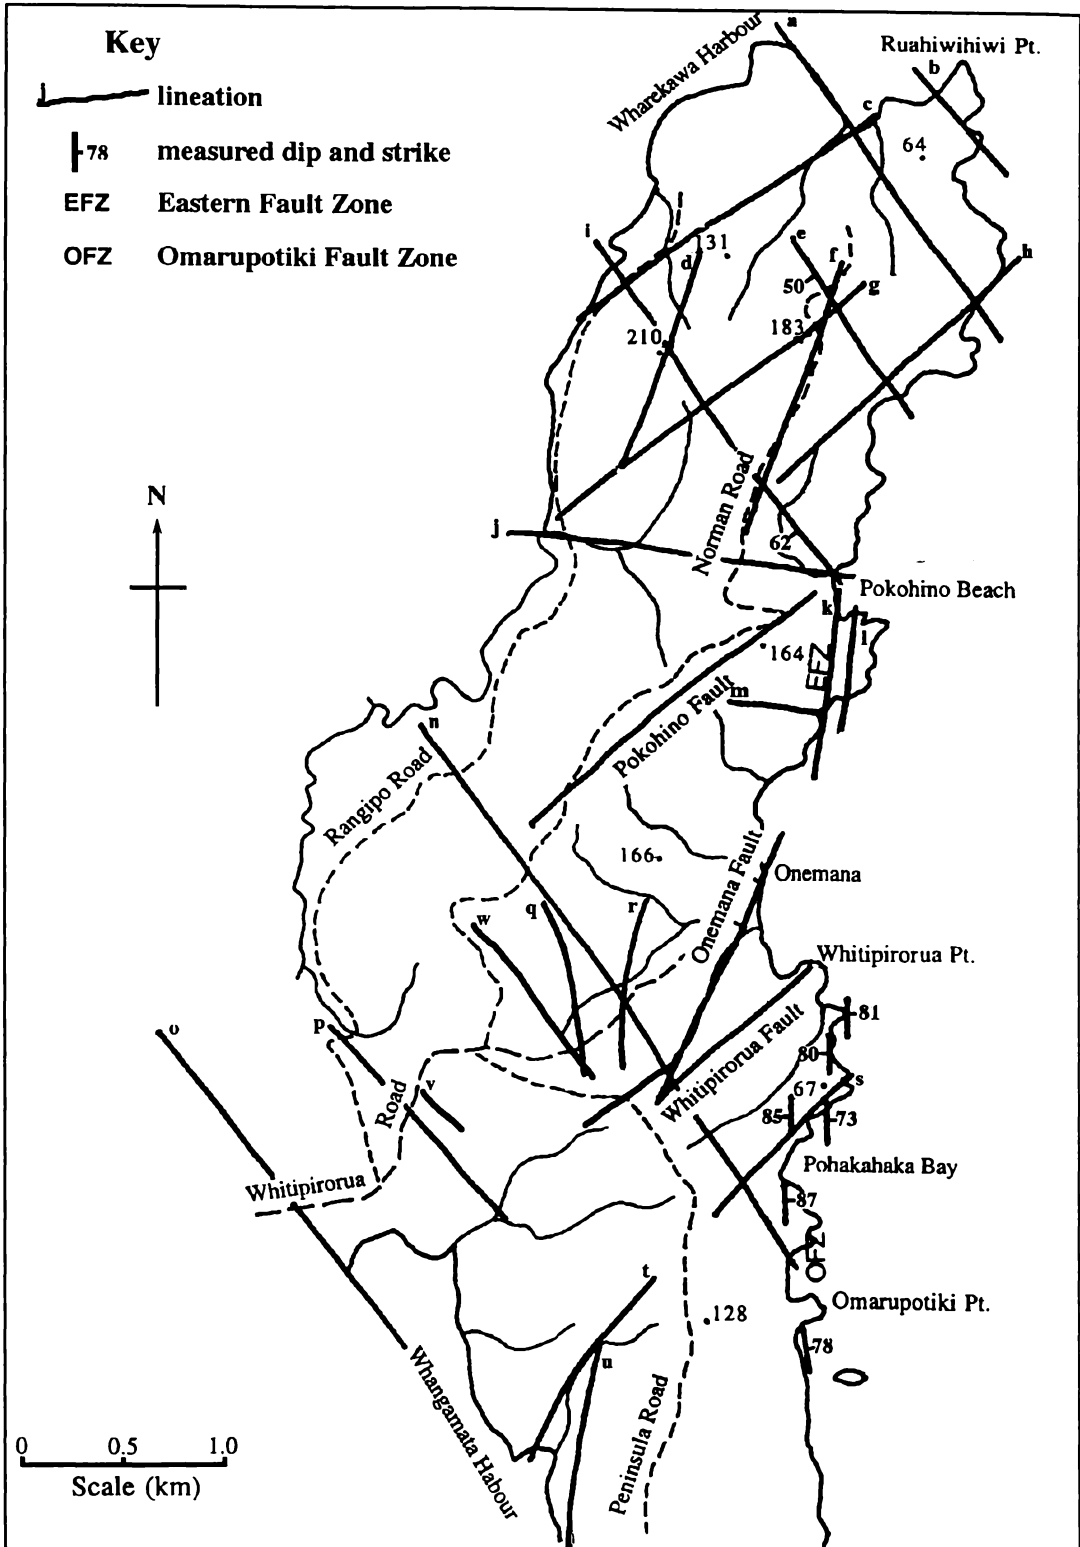 Key
j lineation
78 measured dip and strike
EFZ Eastern Fault Zone
OFZ Omarupotiki Fault Zone
Wharekawa Harbour
a
Ruahiwihiwi Pt.
b
c
64
i
d
131
e
f
h
50
g
183
210
N
Norman Road
j
62
Pokohino Beach
k
l
EFZ
164
m
Pokohino Fault
n
Rangipo Road
166
Onemana Fault
Onemana
q
r
w
Whitipirorua Pt.
o
p
81
Whitipirorua Fault
80
s
67
v
Road
85
73
Pohakahaka Bay
Whitipirorua
87
OFZ
t
Omarupotiki Pt.
128
78
u
Whangamata Habour
Peninsula Road
0 0.5 1.0
Scale (km)